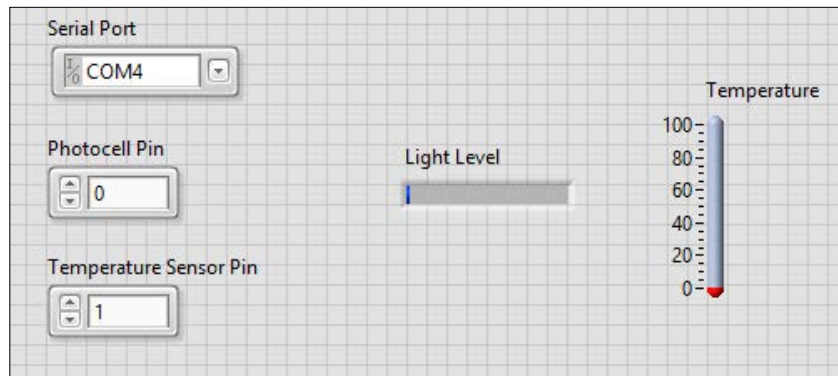 Serial Port
I/O COM4
Photocell Pin
0
Temperature Sensor Pin
1
Light Level
Temperature
100
80
60
40
20
0